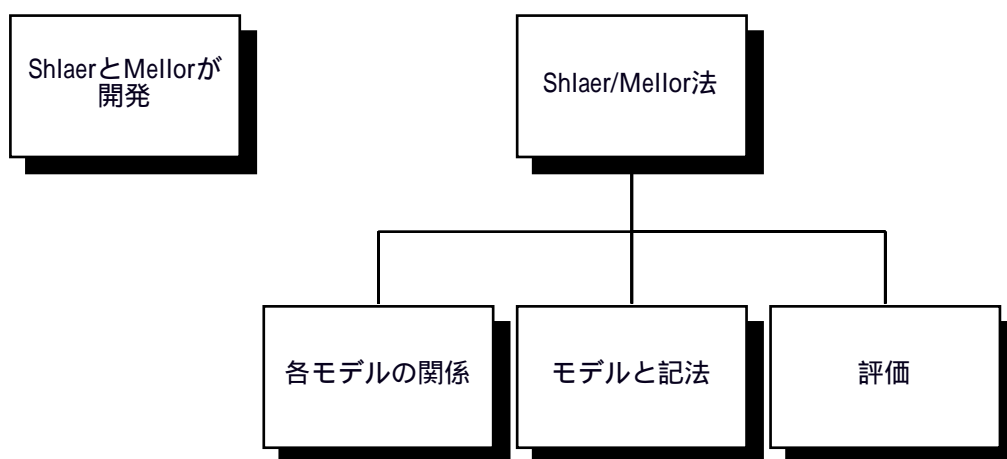 ShlaerとMellorが
開発
Shlaer/Mellor法
各モデルの関係
モデルと記法
評価